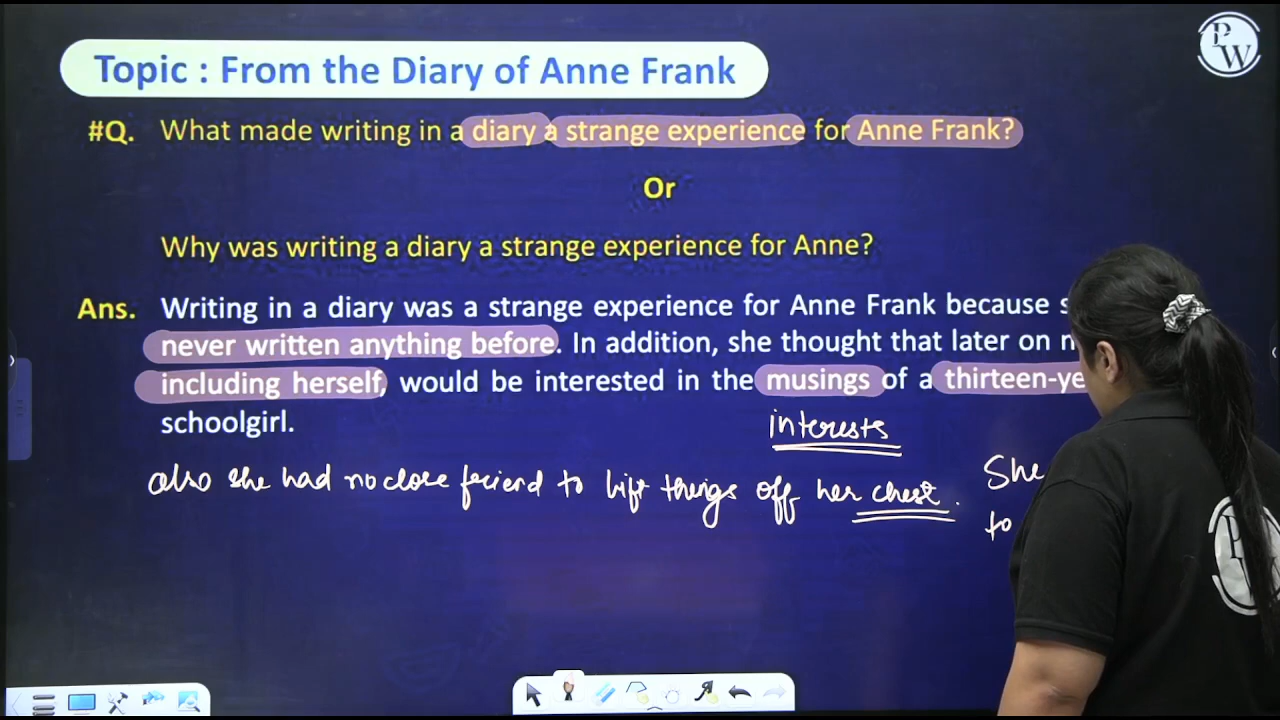 PW
Topic : From the Diary of Anne Frank
#Q. What made writing in a diary a strange experience for Anne Frank?
Or
Why was writing a diary a strange experience for Anne?
Ans. Writing in a diary was a strange experience for Anne Frank because
never written anything before. In addition, she thought that later on
including herself, would be interested in the musings of a thirteen-ye
schoolgirl.
interests
also she had no close friend to lift things off her chest. She
to
PW